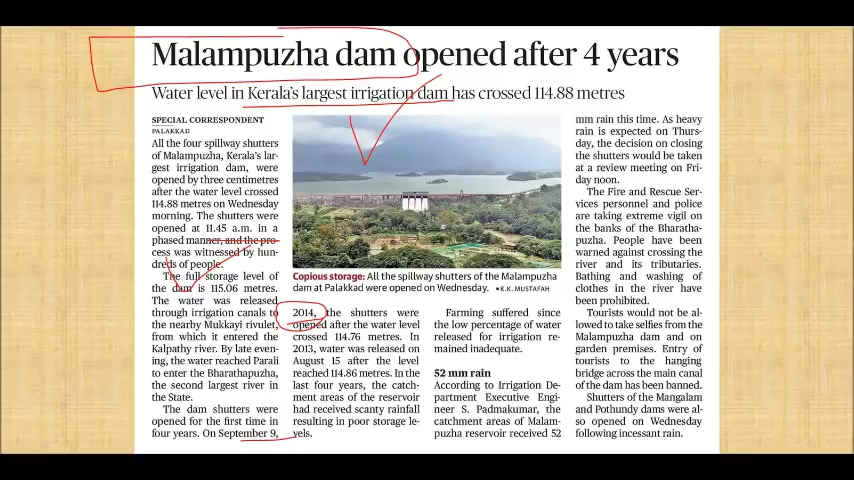 Malampuzha dam opened after 4 years
Water level in Kerala's largest irrigation dam has crossed 114.88 metres
SPECIAL CORRESPONDENT
PALAKKAD
All the four spillway shutters
of Malampuzha, Kerala's lar-
gest irrigation dam, were
opened by three centimetres
after the water level crossed
114.88 metres on Wednesday
morning. The shutters were
opened at 11.45 a.m. in a
phased manner, and the pro-
cess was witnessed by hun-
dreds of people.
The full storage level of
the dam is 115.06 metres.
The water was released
through irrigation canals to
the nearby Mukkayi rivulet,
from which it entered the
Kalpathy river. By late even-
ing, the water reached Parali
to enter the Bharathapuzha,
the second largest river in
the State.
The dam shutters were
opened for the first time in
four years. On September 9,
Copious storage: All the spillway shutters of the Malampuzha
dam at Palakkad were opened on Wednesday. •K.K. MUSTAFAH
2014, the shutters were
opened after the water level
crossed 114.76 metres. In
2013, water was released on
August 15 after the level
reached 114.86 metres. In the
last four years, the catch-
ment areas of the reservoir
had received scanty rainfall
resulting in poor storage le-
vels.
Farming suffered since
the low percentage of water
released for irrigation re-
mained inadequate.
52 mm rain
According to Irrigation De-
partment Executive Engi-
neer S. Padmakumar, the
catchment areas of Malam-
puzha reservoir received 52
mm rain this time. As heavy
rain is expected on Thurs-
day, the decision on closing
the shutters would be taken
at a review meeting on Fri-
day noon.
The Fire and Rescue Ser-
vices personnel and police
are taking extreme vigil on
the banks of the Bharatha-
puzha. People have been
warned against crossing the
river and its tributaries.
Bathing and washing of
clothes in the river have
been prohibited.
Tourists would not be al-
lowed to take selfies from the
Malampuzha dam and on
garden premises. Entry of
tourists to the hanging
bridge across the main canal
of the dam has been banned.
Shutters of the Mangalam
and Pothundy dams were al-
so opened on Wednesday
following incessant rain.